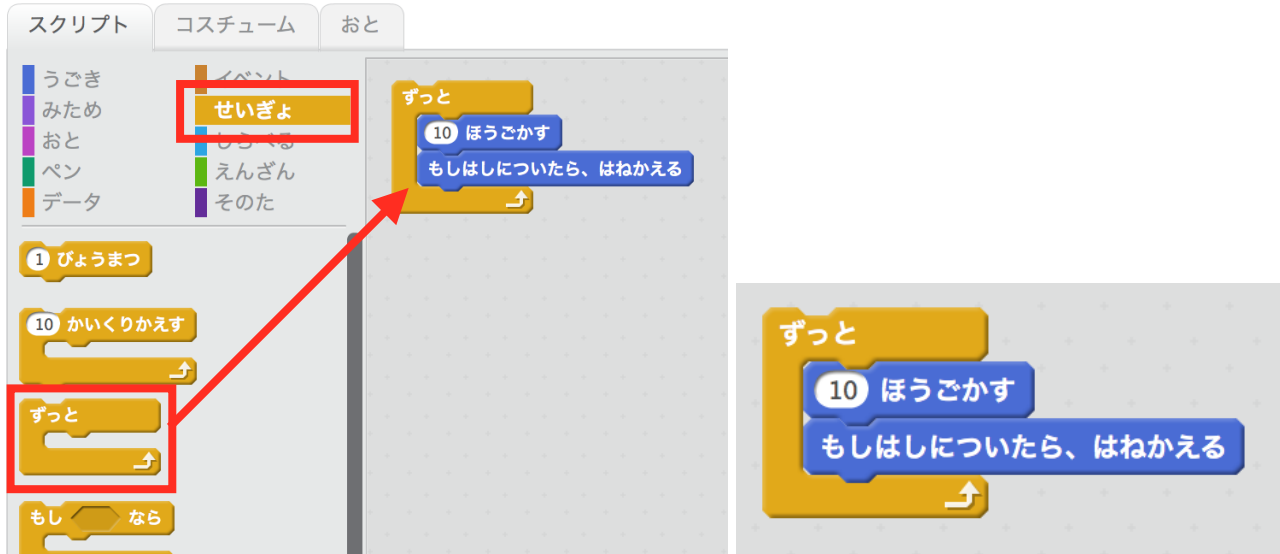 スクリプト コスチューム おと
うごき イベント
みため せいぎょ
おと しらべる
ペン えんざん
データ そのた
1 びょうまつ
10 かいくりかえす
ずっと
もし なら
ずっと
10 ほうごかす
もしはしについたら、はねかえる
ずっと
10 ほうごかす
もしはしについたら、はねかえる